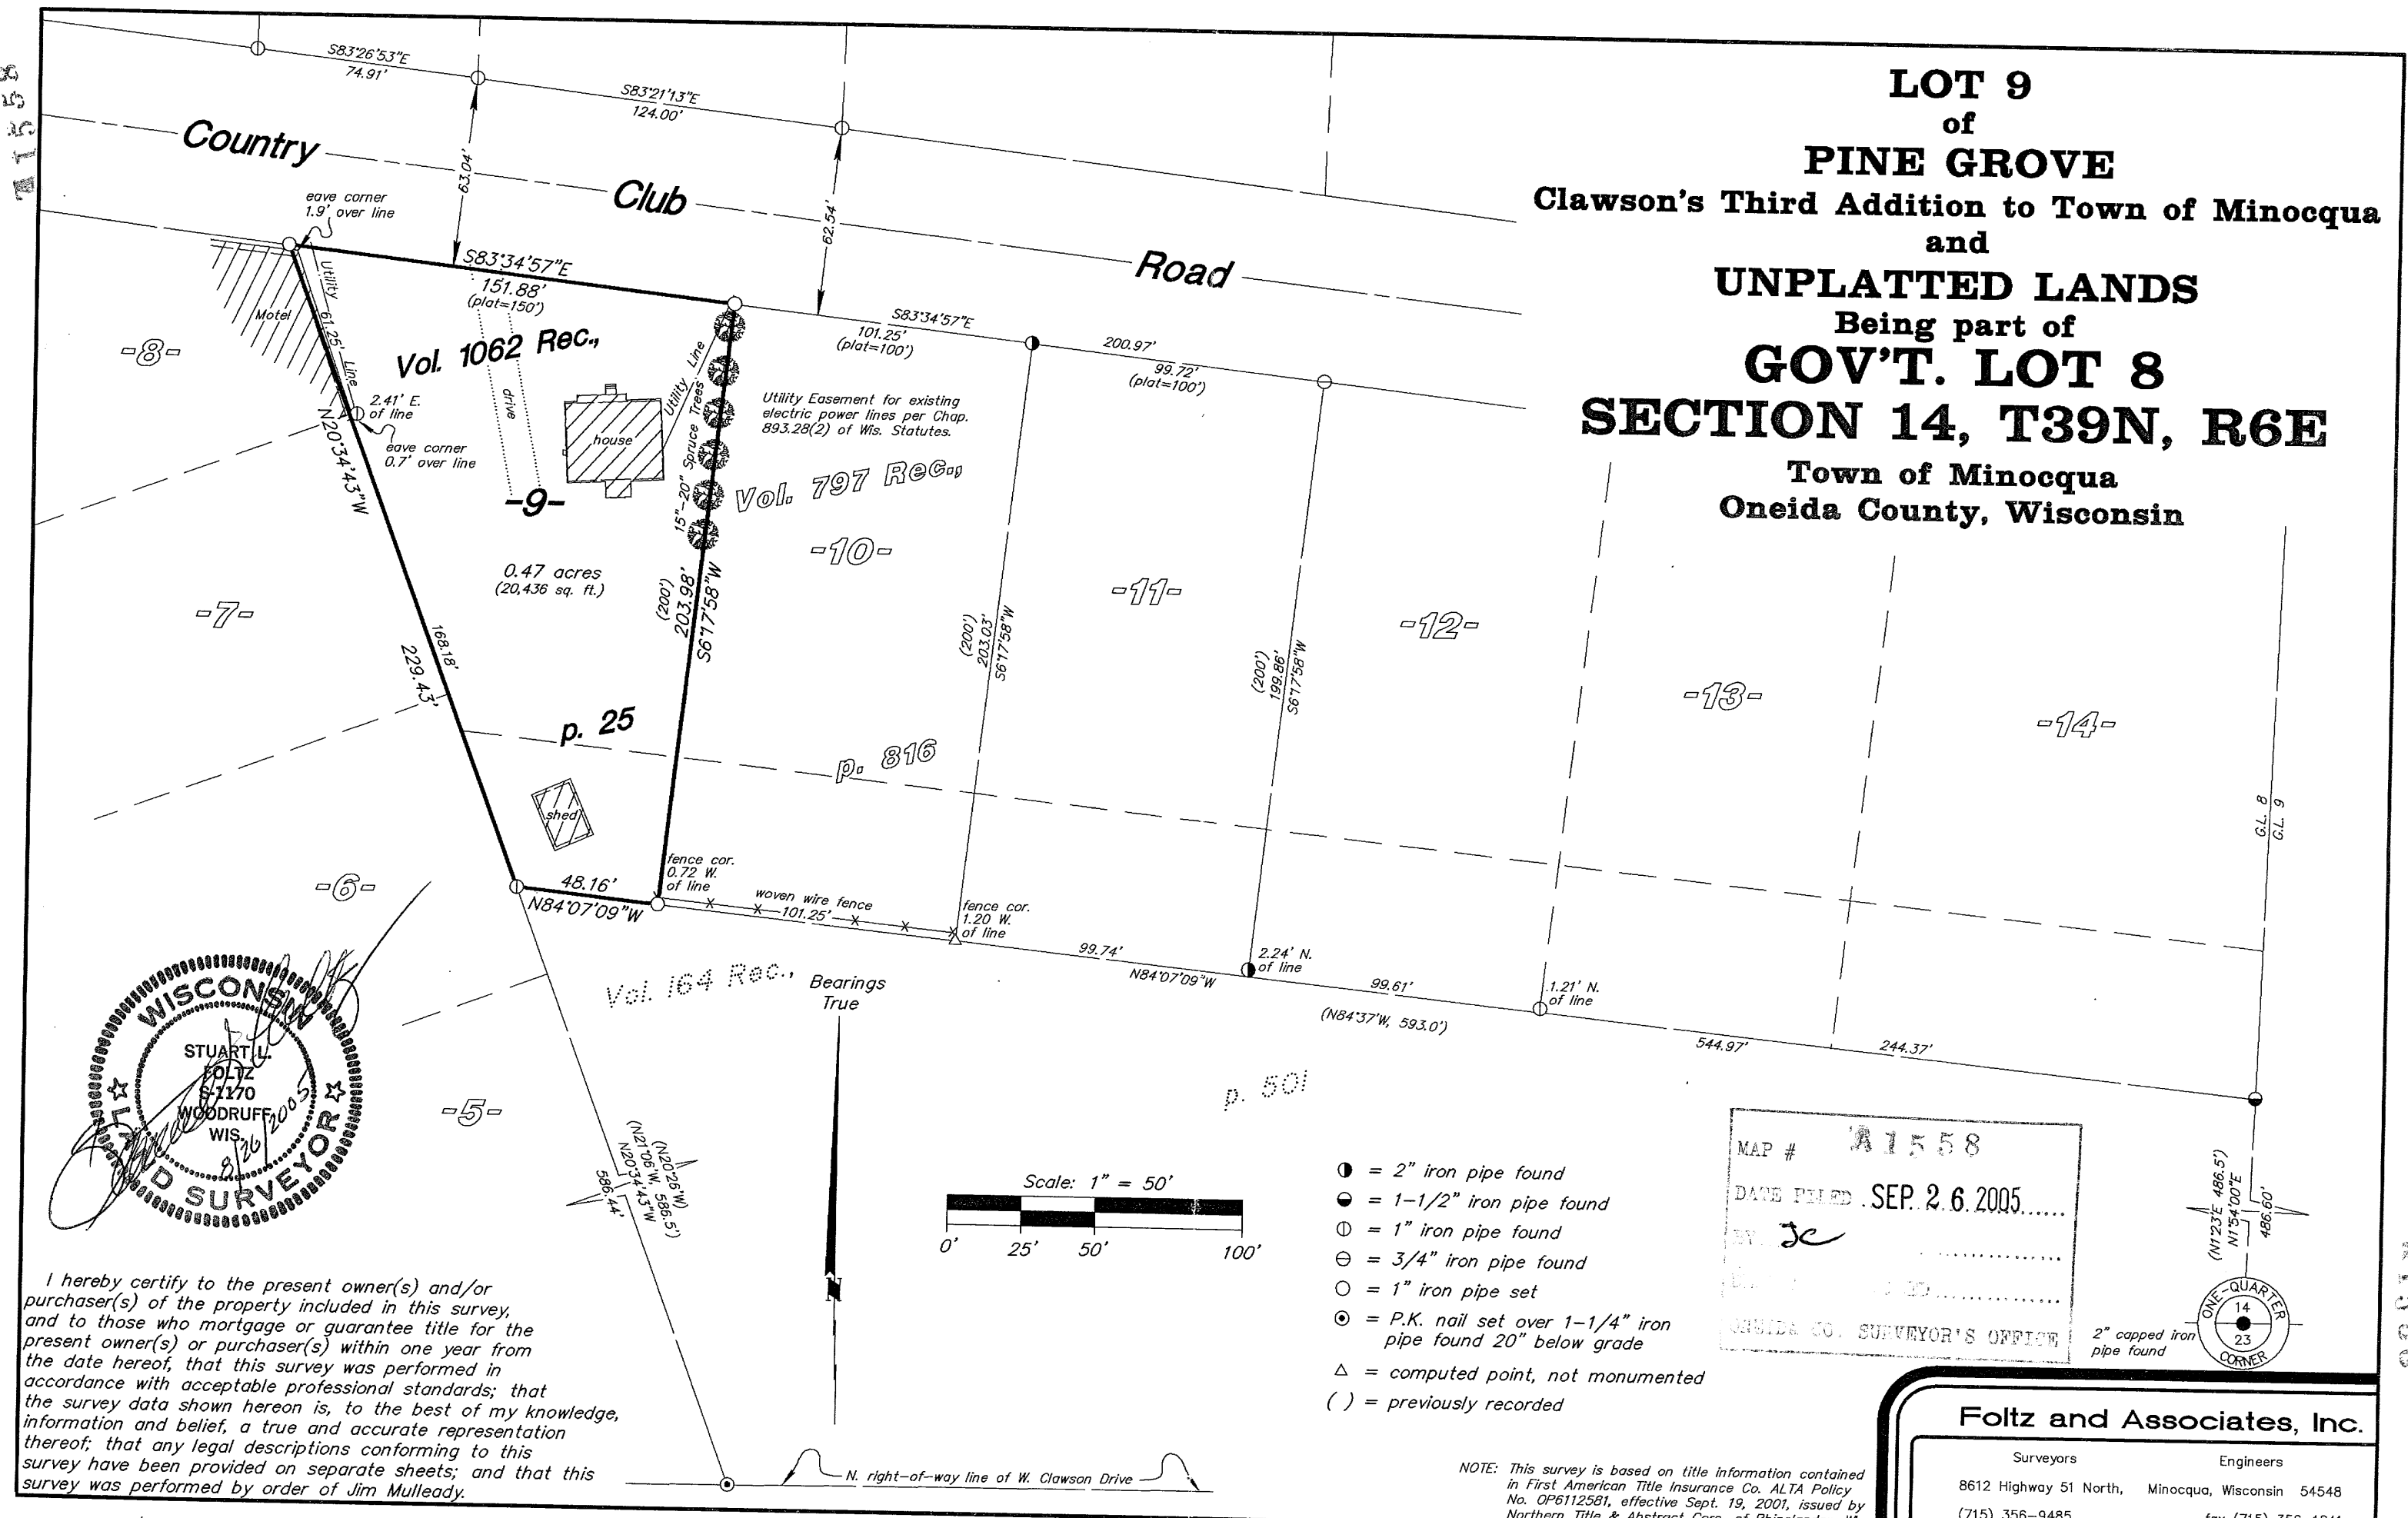 A1558
S83°26'53"E
74.91'
S83°21'13"E
124.00'
LOT 9
of
PINE GROVE
Clawson's Third Addition to Town of Minocqua
and
UNPLATTED LANDS
Being part of
GOV'T. LOT 8
SECTION 14, T39N, R6E
Town of Minocqua
Oneida County, Wisconsin
Country Club Road
63.04'
62.54'
eave corner
1.9' over line
S83°34'57"E
151.88'
(plat=150')
S83°34'57"E
101.25'
(plat=100')
200.97'
99.72'
(plat=100')
Utility Line
61.25'
Motel
-8-
Vol. 1062 Rec.,
drive
2.41' E.
of line
eave corner
0.7' over line
N20°34'43"W
house
Utility Line
15"-20" Spruce Trees
Utility Easement for existing
electric power lines per Chap.
893.28(2) of Wis. Statutes.
-9-
Vol. 797 Rec.,
-10-
0.47 acres
(20,436 sq. ft.)
(200')
203.98'
S6°17'58"W
(200')
203.03'
S6°17'58"W
-11-
(200')
199.86'
S6°17'58"W
-12-
-13-
-14-
-7-
168.18'
229.43'
p. 25
p. 816
G.L. 8
G.L. 9
shed
-6-
48.16'
N84°07'09"W
fence cor.
0.72 W.
of line
woven wire fence
101.25'
fence cor.
1.20 W.
of line
99.74'
N84°07'09"W
2.24' N.
of line
99.61'
(N84°37'W, 593.0')
1.21' N.
of line
544.97'
244.37'
Vol. 164 Rec.,
p. 501
Bearings
True
N
-5-
(N20°26'W)
(N21°06'W, 586.5')
N20°34'43"W
586.44'
WISCONSIN
STUART L.
FOLTZ
S-1170
WOODRUFF,
WIS.
LAND SURVEYOR
8/26/2005
Scale: 1" = 50'
0' 25' 50' 100'
= 2" iron pipe found
= 1-1/2" iron pipe found
= 1" iron pipe found
= 3/4" iron pipe found
= 1" iron pipe set
= P.K. nail set over 1-1/4" iron
pipe found 20" below grade
= computed point, not monumented
( ) = previously recorded
MAP # A1558
DATE FILED SEP. 26.2005
BY JC
ONEIDA CO. SURVEYOR'S OFFICE
(N1°23'E 486.5')
N1°54'00"E
486.60'
ONE-QUARTER
14
23
CORNER
2" capped iron
pipe found
I hereby certify to the present owner(s) and/or
purchaser(s) of the property included in this survey,
and to those who mortgage or guarantee title for the
present owner(s) or purchaser(s) within one year from
the date hereof, that this survey was performed in
accordance with acceptable professional standards; that
the survey data shown hereon is, to the best of my knowledge,
information and belief, a true and accurate representation
thereof; that any legal descriptions conforming to this
survey have been provided on separate sheets; and that this
survey was performed by order of Jim Mulleady.
N. right-of-way line of W. Clawson Drive
NOTE: This survey is based on title information contained
in First American Title Insurance Co. ALTA Policy
No. OP6112581, effective Sept. 19, 2001, issued by
Northern Title & Abstract Corp. of
Foltz and Associates, Inc.
Surveyors Engineers
8612 Highway 51 North, Minocqua, Wisconsin 54548
(715) 356-9485